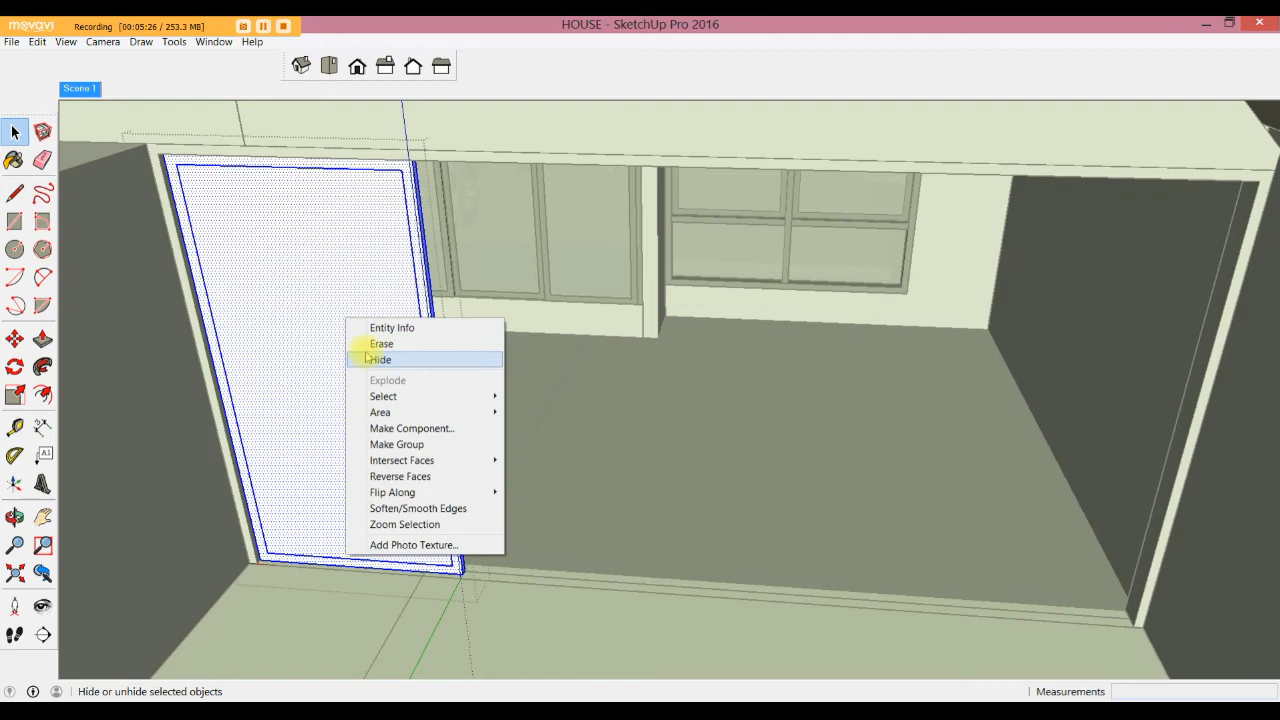 movavi
Recording [00:05:26 / 253.3 MB]
HOUSE - SketchUp Pro 2016
File Edit View Camera Draw Tools Window Help
Scene 1
A1
Entity Info
Erase
Hide
Explode
Select
Area
Make Component...
Make Group
Intersect Faces
Reverse Faces
Flip Along
Soften/Smooth Edges
Zoom Selection
Add Photo Texture...
Hide or unhide selected objects
Measurements